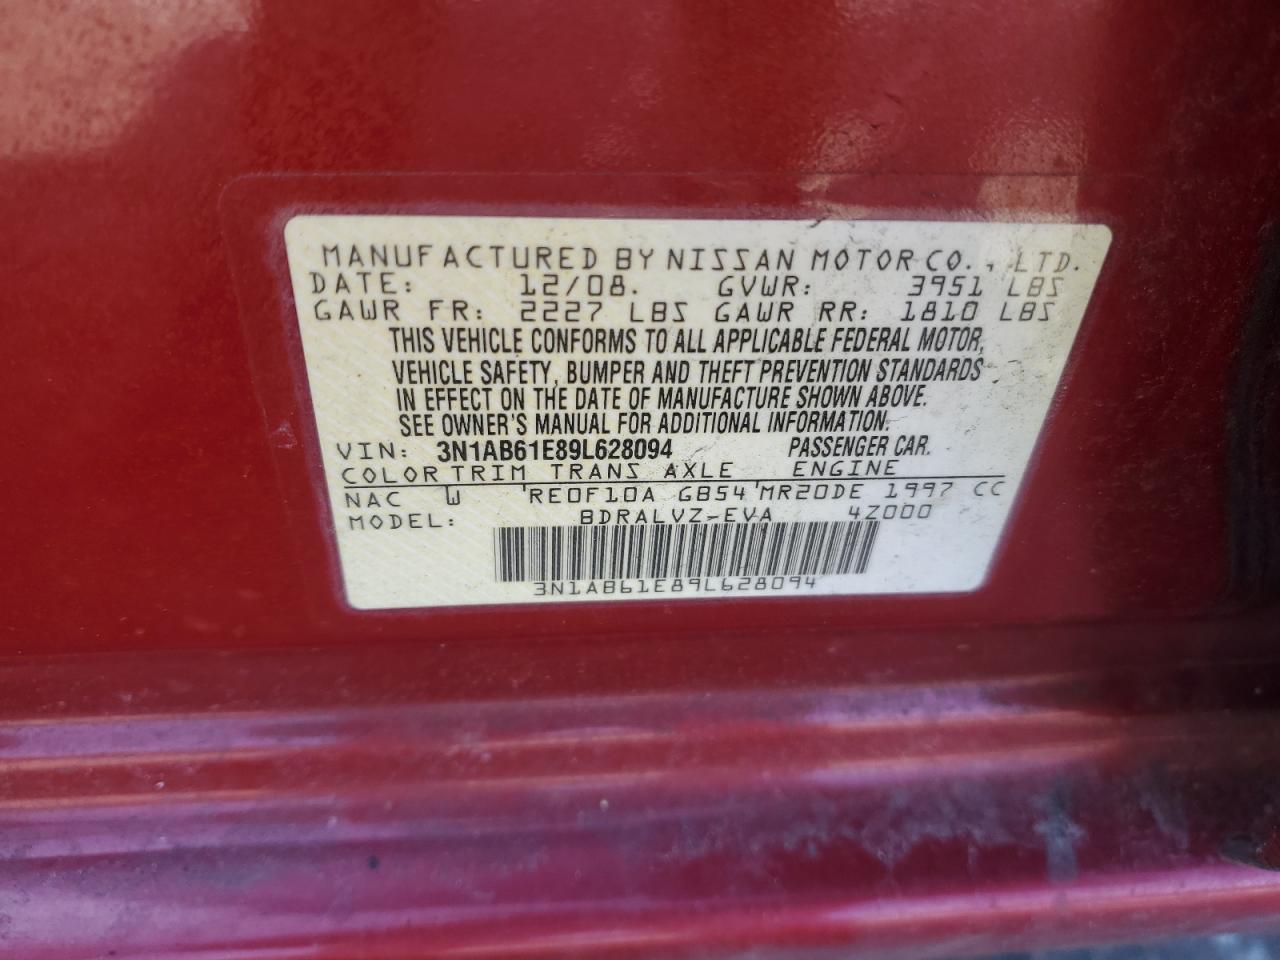 MANUFACTURED BY NISSAN MOTOR CO., LTD.
DATE: 12/08. GVWR: 3951 LBS
GAWR FR: 2227 LBS GAWR RR: 1810 LBS
THIS VEHICLE CONFORMS TO ALL APPLICABLE FEDERAL MOTOR
VEHICLE SAFETY, BUMPER AND THEFT PREVENTION STANDARDS
IN EFFECT ON THE DATE OF MANUFACTURE SHOWN ABOVE.
SEE OWNER'S MANUAL FOR ADDITIONAL INFORMATION.
VIN: 3N1AB61E89L628094 PASSENGER CAR.
COLOR TRIM TRANS AXLE ENGINE
NAC W RE0F10A GB54 MR20DE 1997 CC
MODEL: BDRALVZ-EVA 4Z000
3N1AB61E89L628094